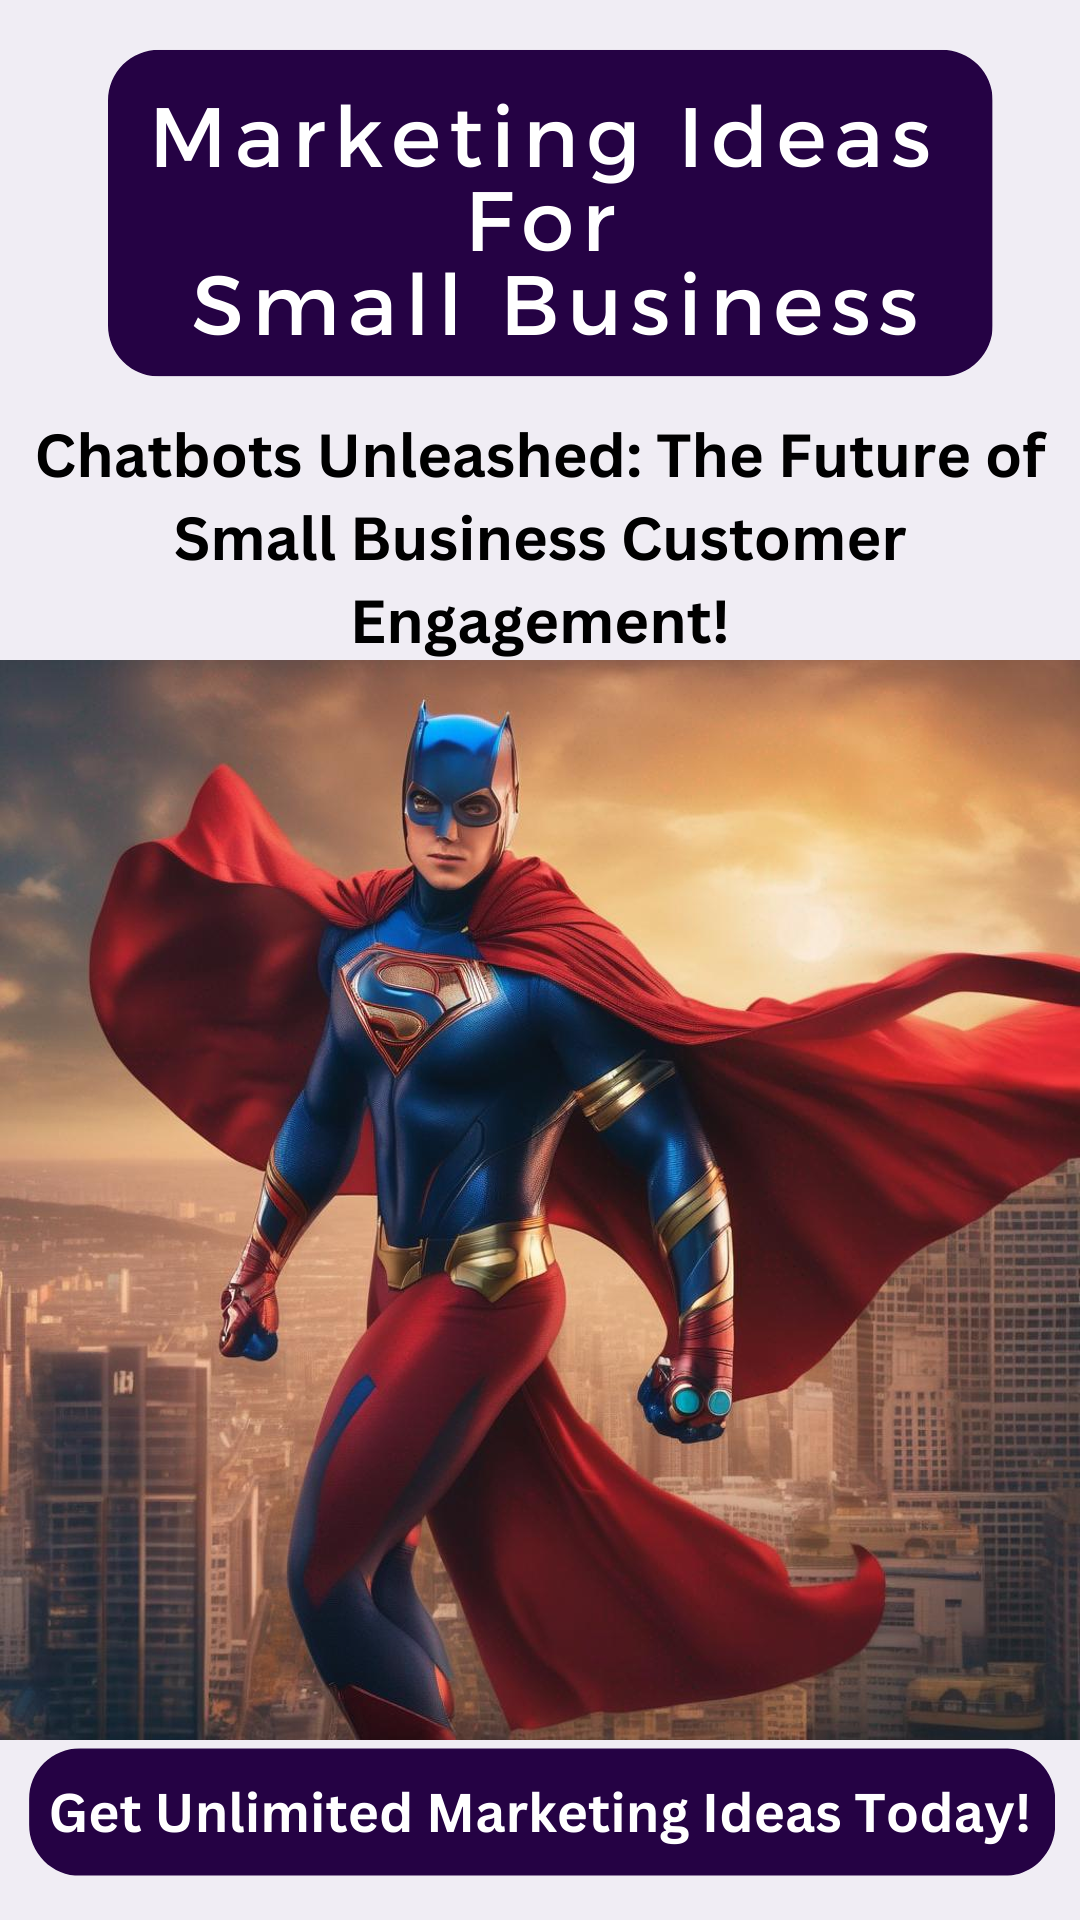 Marketing Ideas
For
Small Business
Chatbots Unleashed: The Future of
Small Business Customer
Engagement!
S
Get Unlimited Marketing Ideas Today!